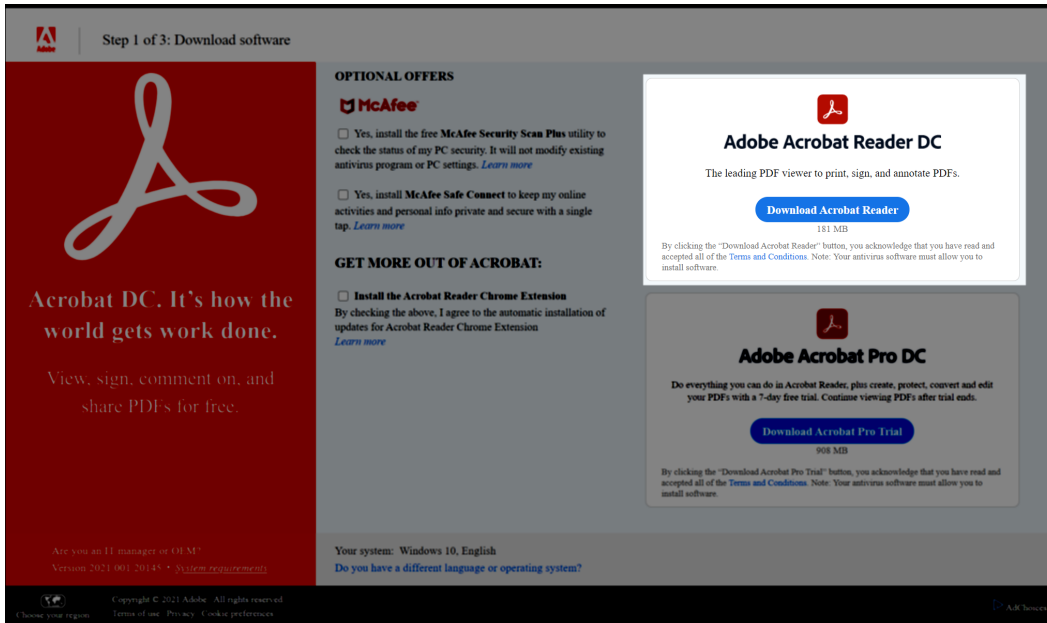 Adobe
Step 1 of 3: Download software
Acrobat DC. It's how the
world gets work done.
View, sign, comment on, and
share PDFs for free.
Are you an IT manager or OEM?
Version 2021.001.20145 • System requirements
OPTIONAL OFFERS
McAfee
Yes, install the free McAfee Security Scan Plus utility to
check the status of my PC security. It will not modify existing
antivirus program or PC settings. Learn more
Yes, install McAfee Safe Connect to keep my online
activities and personal info private and secure with a single
tap. Learn more
GET MORE OUT OF ACROBAT:
Install the Acrobat Reader Chrome Extension
By checking the above, I agree to the automatic installation of
updates for Acrobat Reader Chrome Extension
Learn more
Adobe Acrobat Reader DC
The leading PDF viewer to print, sign, and annotate PDFs.
Download Acrobat Reader
181 MB
By clicking the “Download Acrobat Reader” button, you acknowledge that you have read and
accepted all of the Terms and Conditions. Note: Your antivirus software must allow you to
install software.
Adobe Acrobat Pro DC
Do everything you can do in Acrobat Reader, plus create, protect, convert and edit
your PDFs with a 7-day free trial. Continue viewing PDFs after trial ends.
Download Acrobat Pro Trial
908 MB
By clicking the “Download Acrobat Pro Trial” button, you acknowledge that you have read and
accepted all of the Terms and Conditions. Note: Your antivirus software must allow you to
install software.
Your system: Windows 10, English
Do you have a different language or operating system?
Choose your region
Copyright © 2021 Adobe. All rights reserved.
Terms of use Privacy Cookie preferences
AdChoices